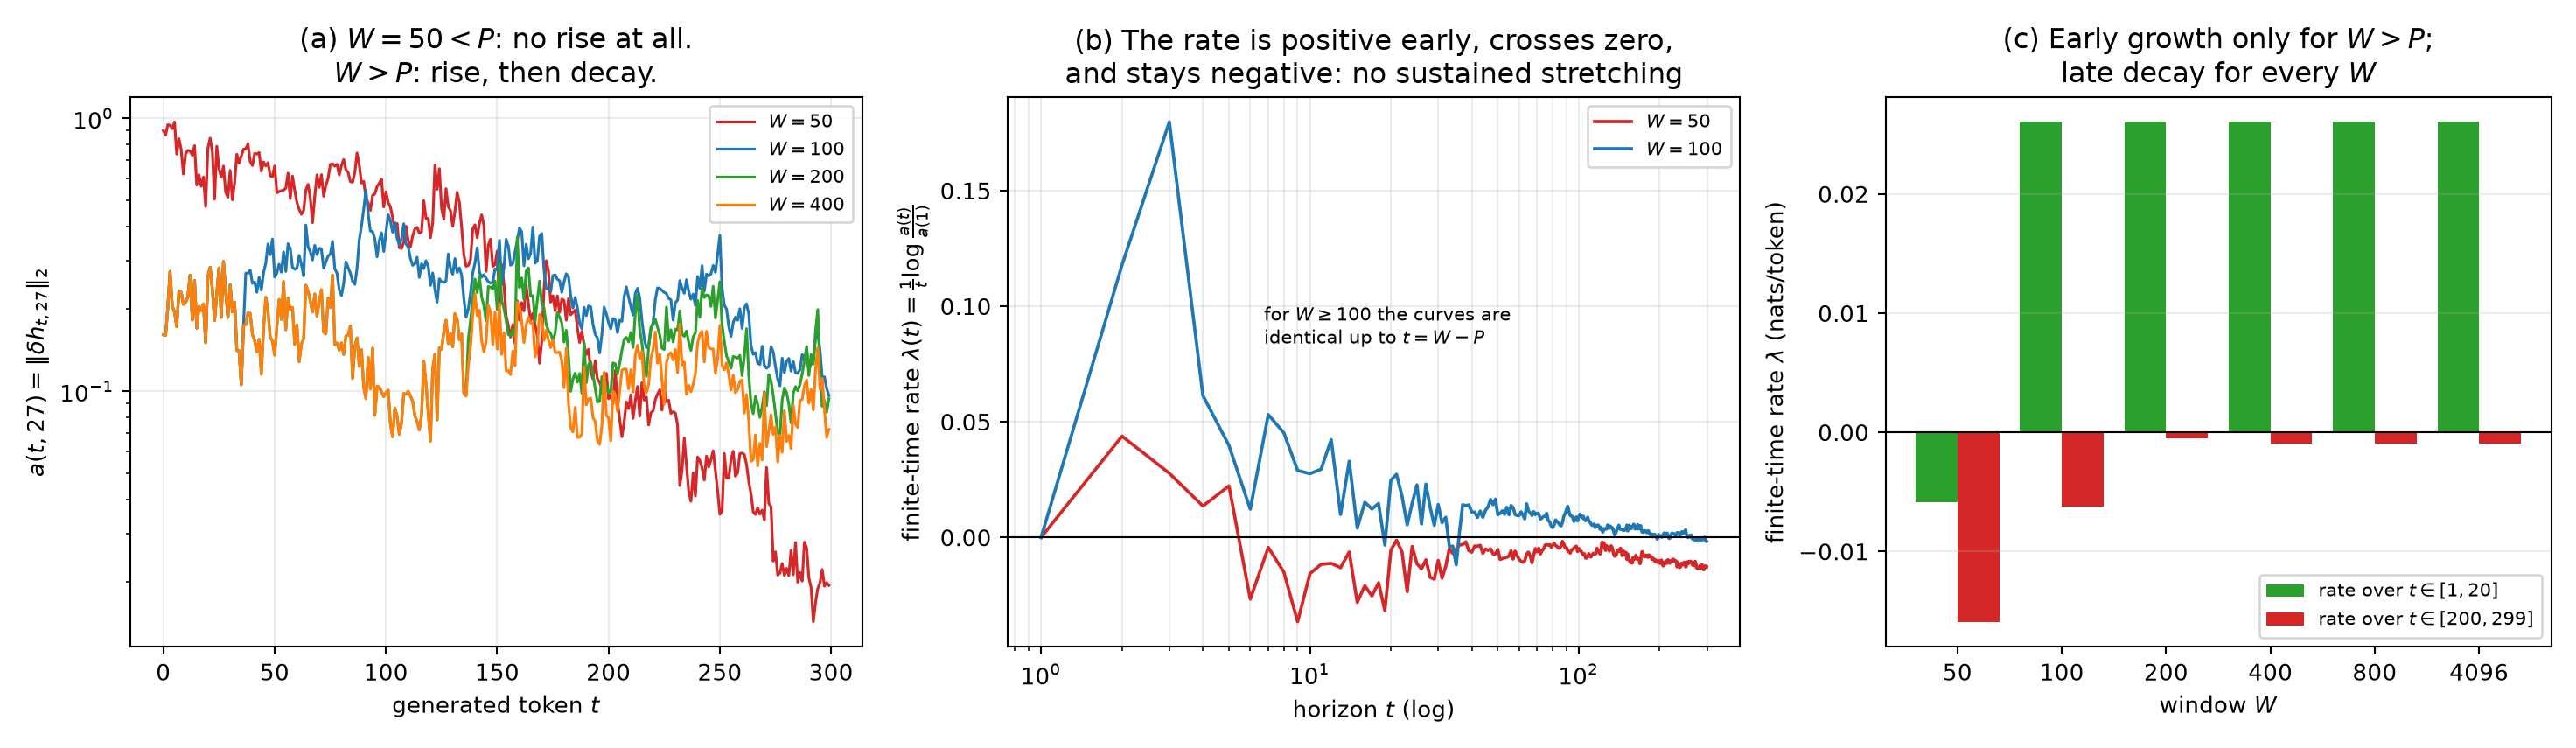 (a) W = 50 < P: no rise at all.
W > P: rise, then decay.
10⁰
10⁻¹
a(t, 27) = ‖δh_{t,27}‖₂
W = 50
W = 100
W = 200
W = 400
0 50 100 150 200 250 300
generated token t
(b) The rate is positive early, crosses zero,
and stays negative: no sustained stretching
finite-time rate λ(t) = 1/t log a(t)/a(1)
0.15
0.10
0.05
0.00
W = 50
W = 100
for W ≥ 100 the curves are
identical up to t = W − P
10⁰ 10¹ 10²
horizon t (log)
(c) Early growth only for W > P;
late decay for every W
finite-time rate λ (nats/token)
0.02
0.01
0.00
−0.01
rate over t ∈ [1, 20]
rate over t ∈ [200, 299]
50 100 200 400 800 4096
window W